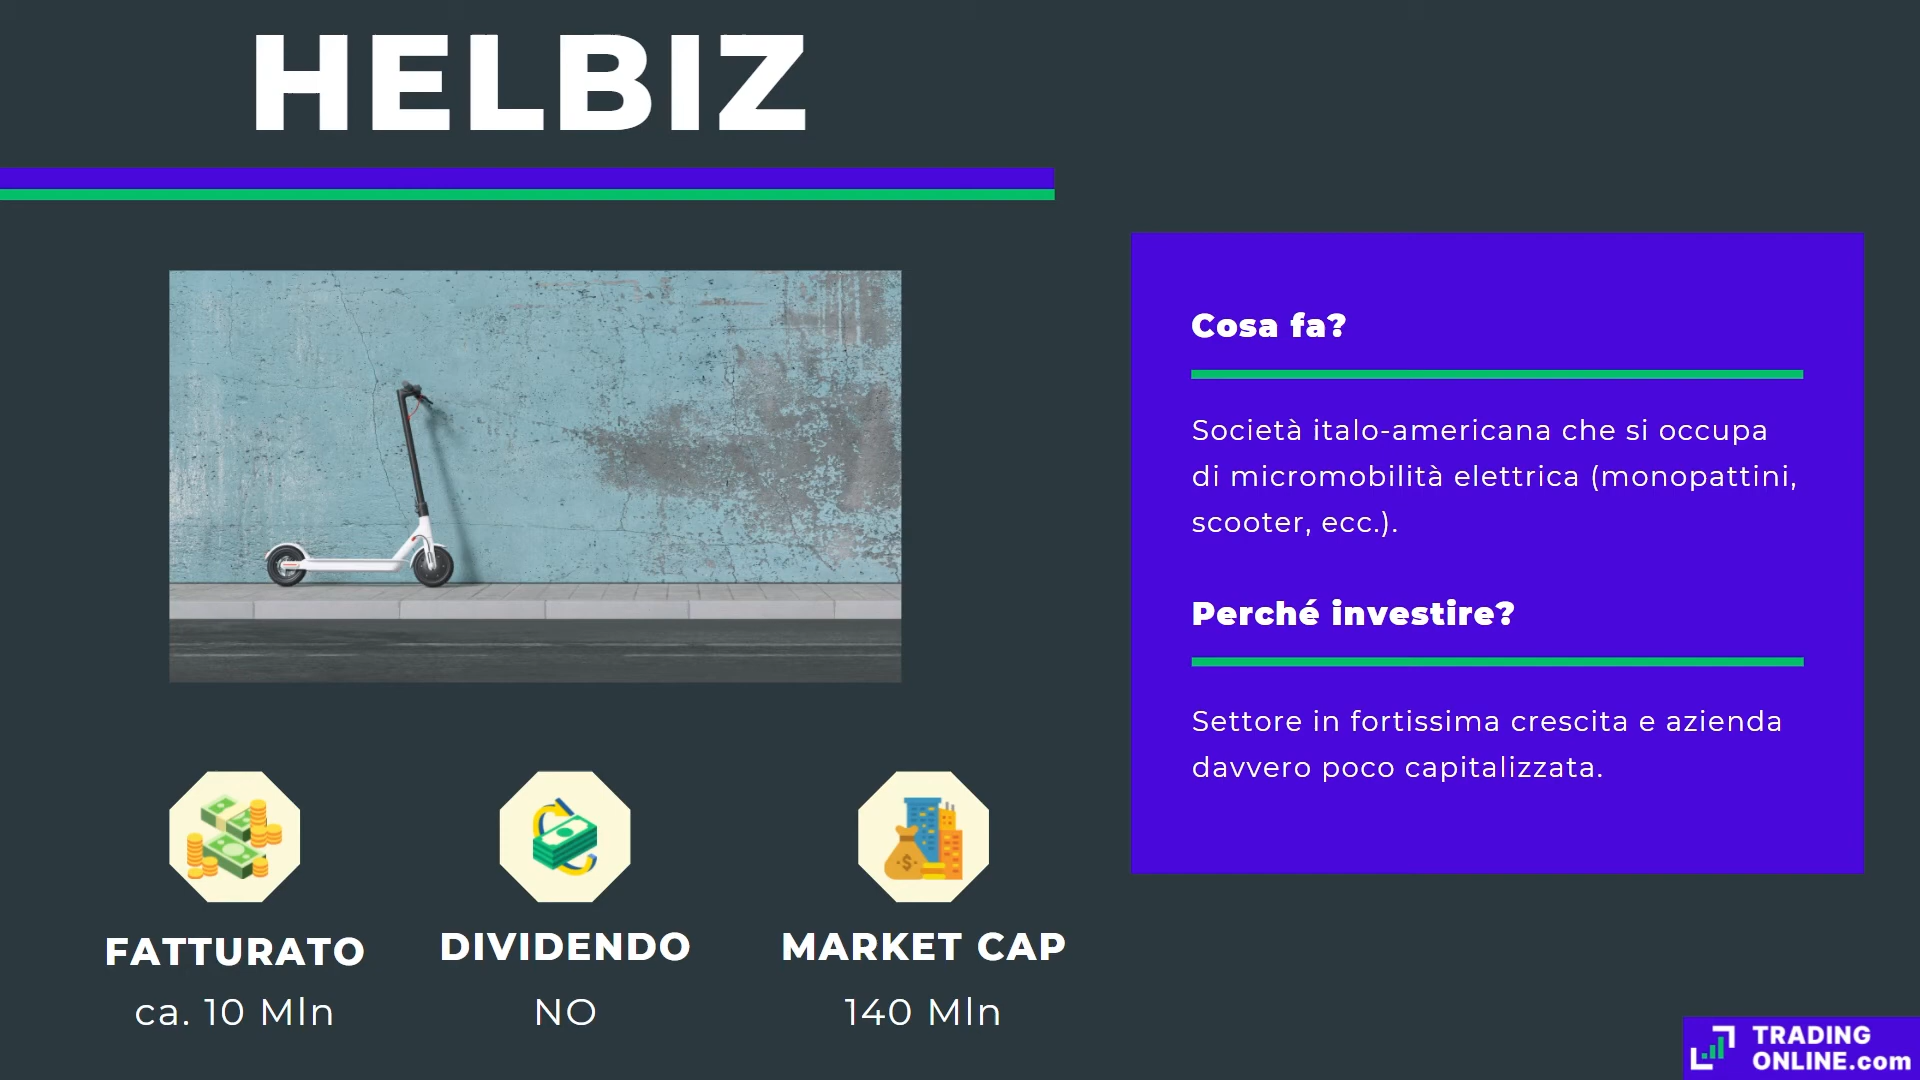 HELBIZ
Cosa fa?
Società italo-americana che si occupa
di micromobilità elettrica (monopattini,
scooter, ecc.).
Perché investire?
Settore in fortissima crescita e azienda
davvero poco capitalizzata.
FATTURATO
ca. 10 Mln
DIVIDENDO
NO
MARKET CAP
140 Mln
TRADING
ONLINE.com